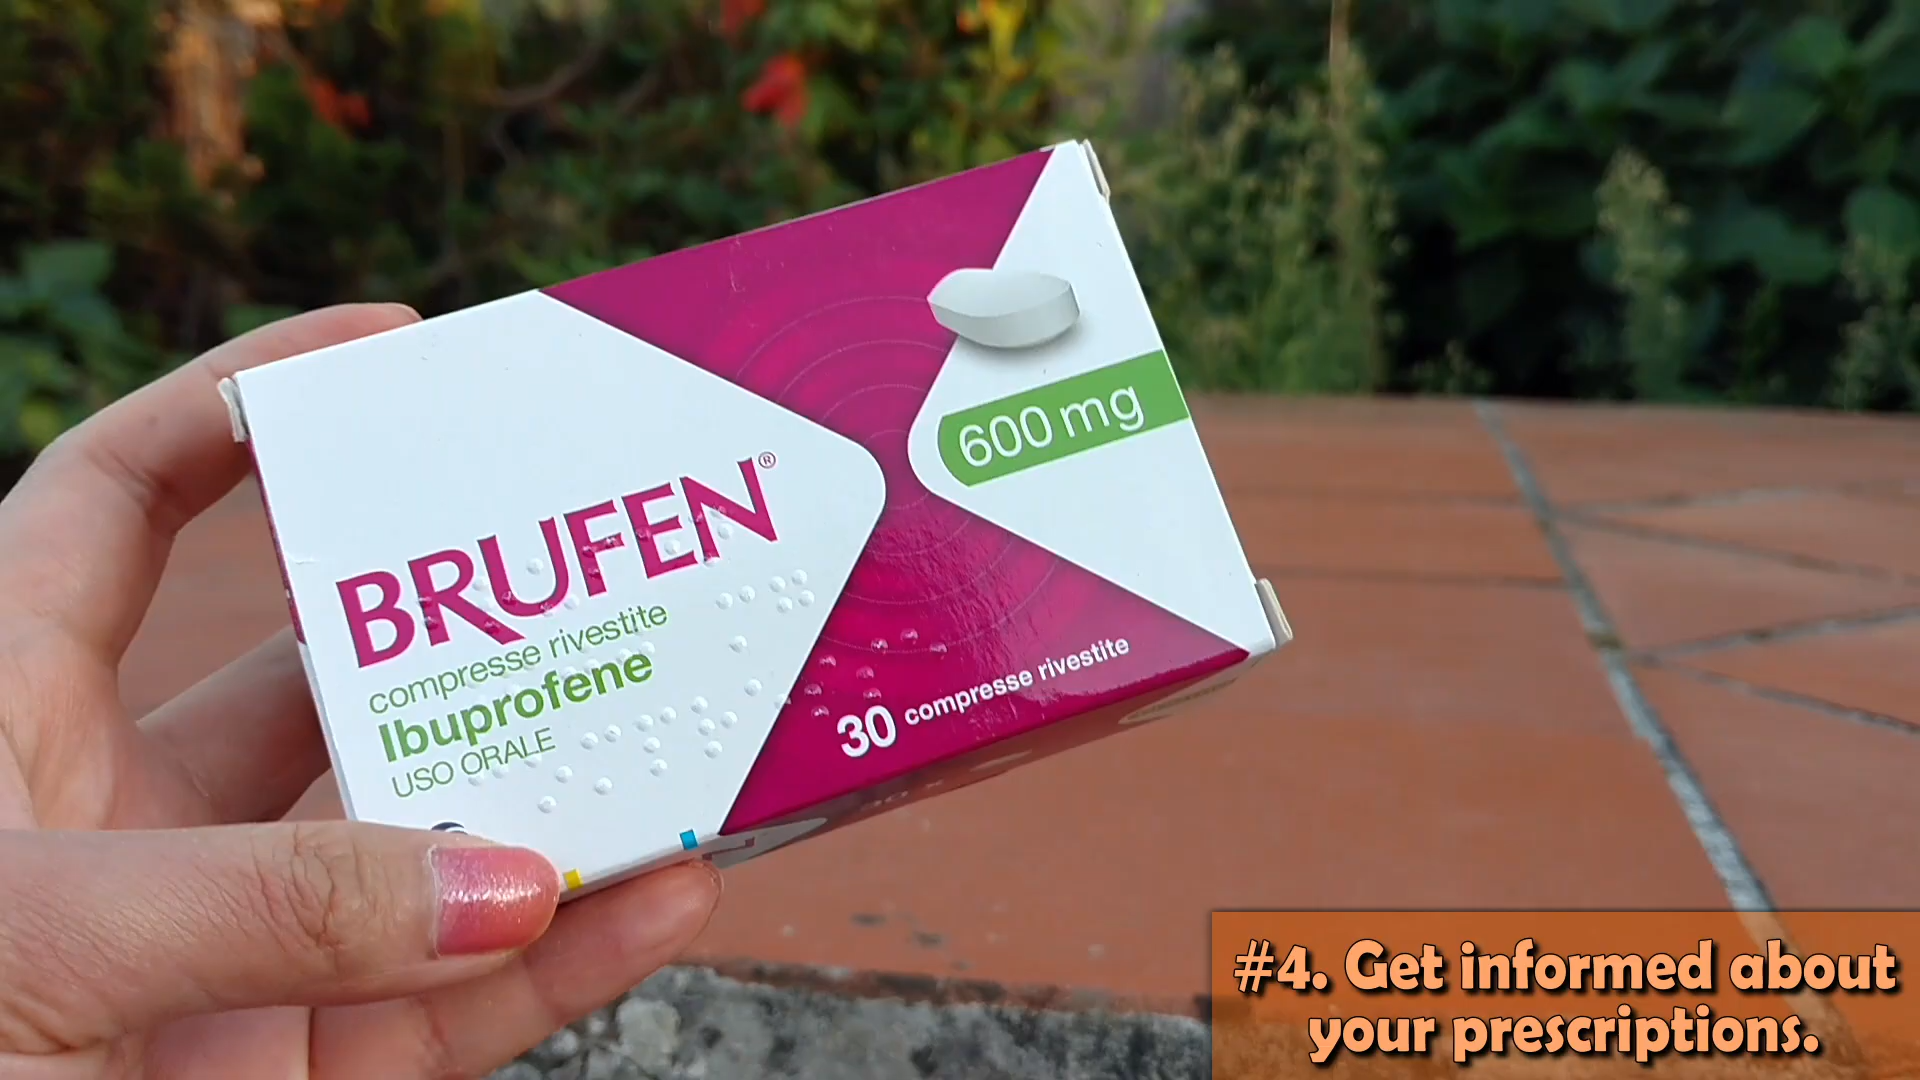 BRUFEN®
compresse rivestite
Ibuprofene
USO ORALE
600 mg
30 compresse rivestite
#4. Get informed about
your prescriptions.